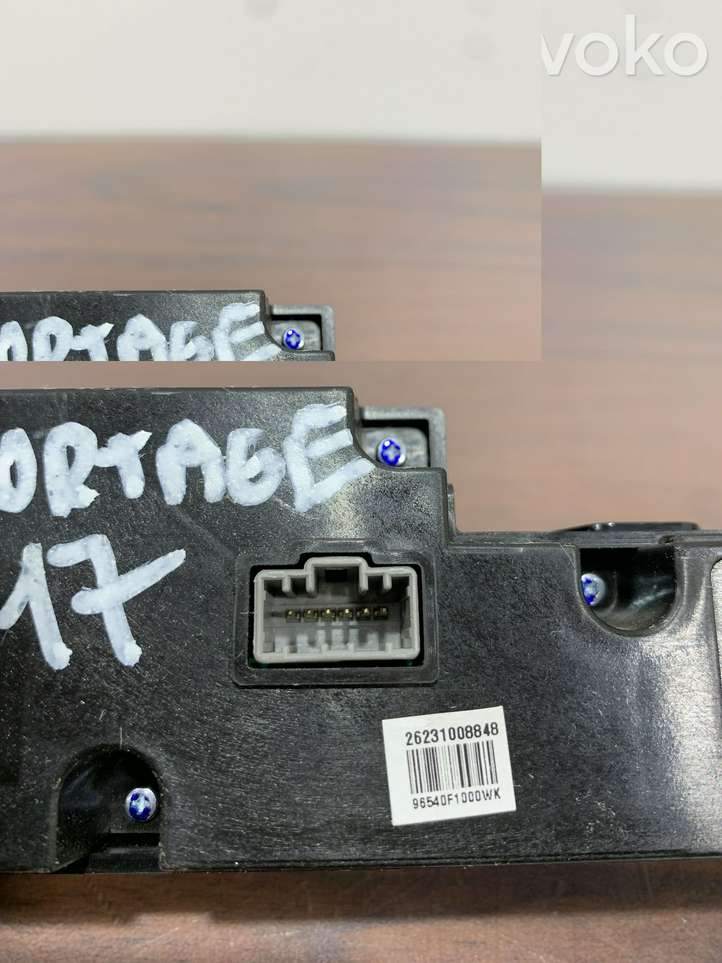 voko
ORTAGE
ORTAGE
17
26231008848
96540F1000WK